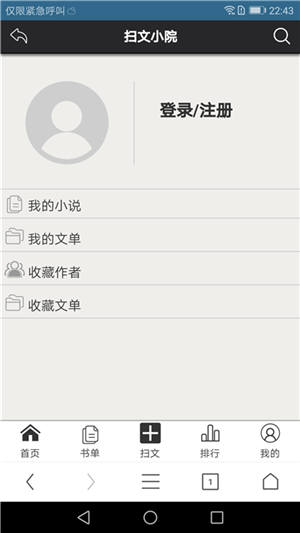 仅限紧急呼叫
22:43
扫文小院
登录/注册
我的小说
我的文单
收藏作者
收藏文单
首页 书单 扫文 排行 我的
1